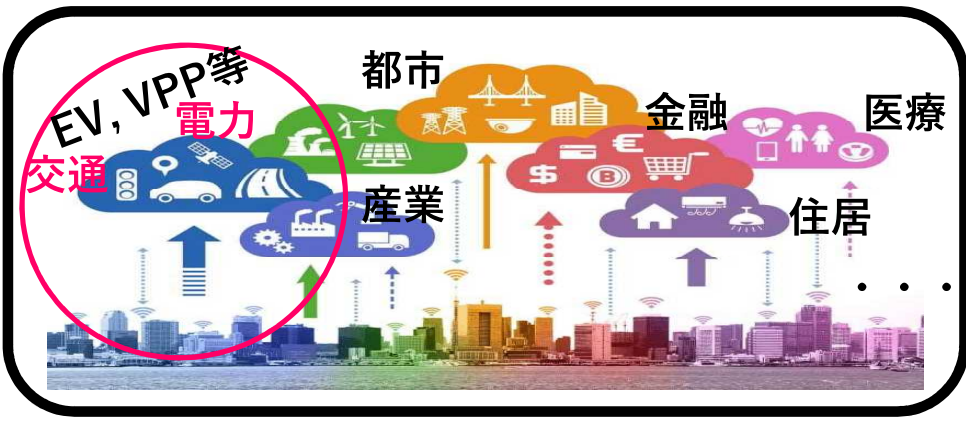 EV, VPP等
電力
交通
都市
産業
金融
医療
住居
・・・
$
€
B